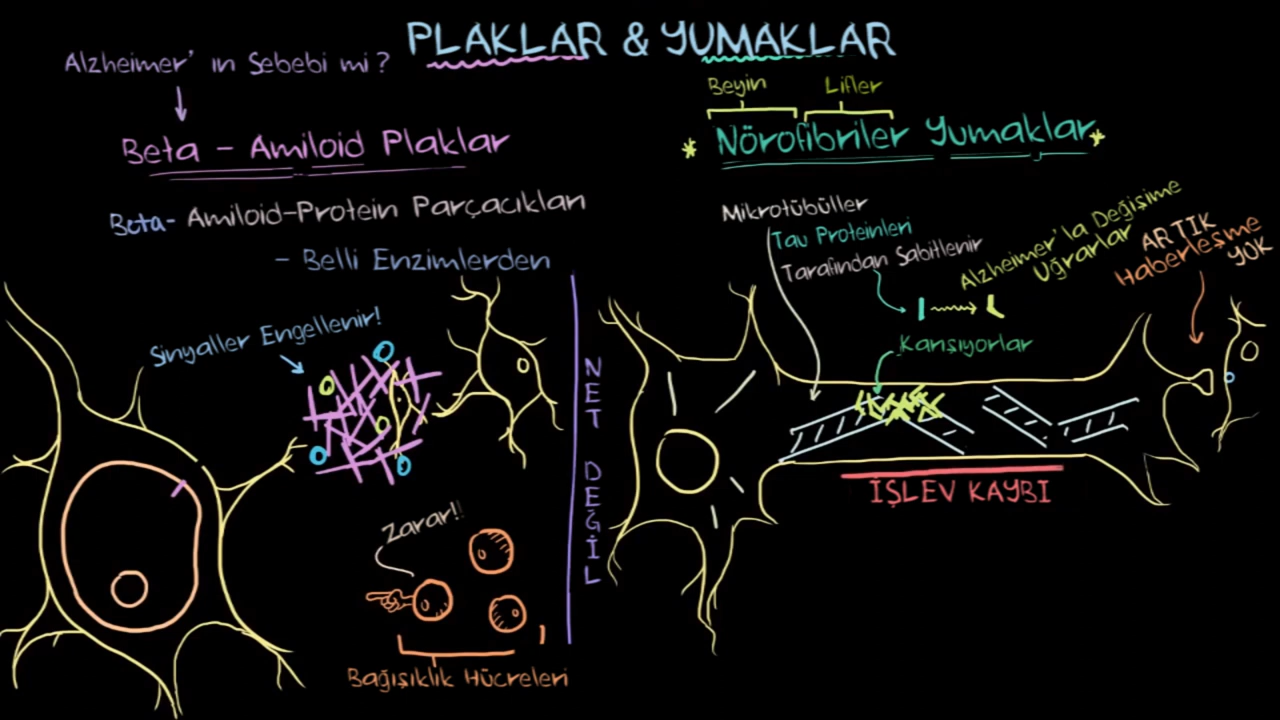 PLAKLAR & YUMAKLAR
Alzheimer' ın Sebebi mi?
Beta - Amiloid Plaklar
Beta- Amiloid-Protein Parçacıkları
- Belli Enzimlerden
Sinyaller Engellenir!
Zarar!!
Bağışıklık Hücreleri
NET DEĞİL
Beyin
Lifler
* Nörofibriler Yumaklar *
Mikrotübüller
Tau Proteinleri
Tarafından Sabitlenir
Alzheimer'la Değişime
Uğrarlar
ARTIK
Haberleşme
YOK
Karışıyorlar
İŞLEV KAYBI